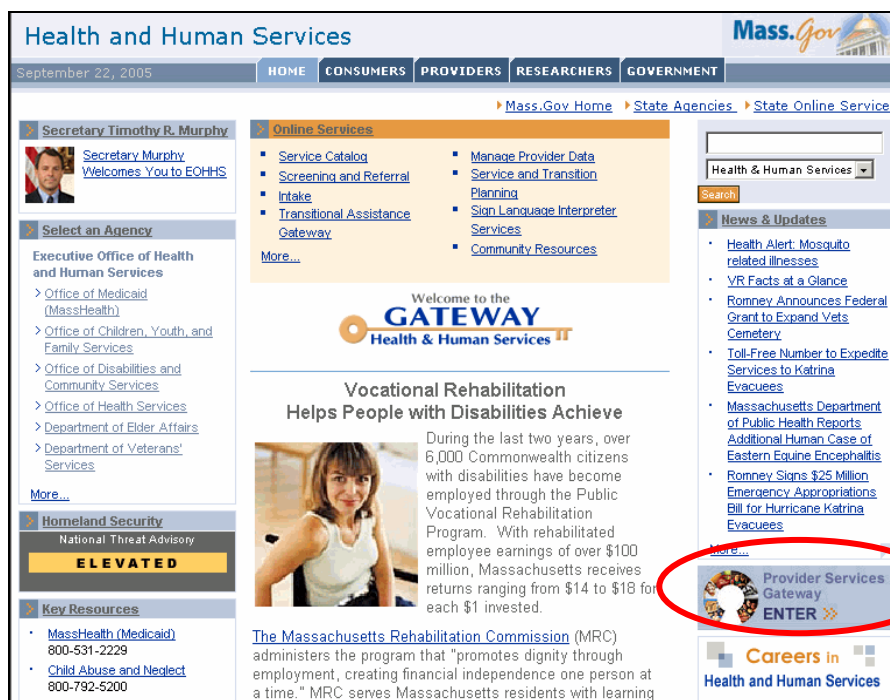 Health and Human Services
Mass.Gov
September 22, 2005
HOME CONSUMERS PROVIDERS RESEARCHERS GOVERNMENT
Mass.Gov Home State Agencies State Online Service
Secretary Timothy R. Murphy
Secretary Murphy
Welcomes You to EOHHS
Select an Agency
Executive Office of Health
and Human Services
Office of Medicaid
(MassHealth)
Office of Children, Youth, and
Family Services
Office of Disabilities and
Community Services
Office of Health Services
Department of Elder Affairs
Department of Veterans'
Services
More...
Homeland Security
National Threat Advisory
ELEVATED
Key Resources
MassHealth (Medicaid)
800-531-2229
Child Abuse and Neglect
800-792-5200
Online Services
Service Catalog
Screening and Referral
Intake
Transitional Assistance
Gateway
More...
Manage Provider Data
Service and Transition
Planning
Sign Language Interpreter
Services
Community Resources
Welcome to the
GATEWAY
Health & Human Services
Vocational Rehabilitation
Helps People with Disabilities Achieve
During the last two years, over
6,000 Commonwealth citizens
with disabilities have become
employed through the Public
Vocational Rehabilitation
Program. With rehabilitated
employee earnings of over $100
million, Massachusetts receives
returns ranging from $14 to $18 for
each $1 invested.
The Massachusetts Rehabilitation Commission (MRC)
administers the program that "promotes dignity through
employment, creating financial independence one person at
a time." MRC serves Massachusetts residents with learning
Health & Human Services
Search
News & Updates
Health Alert: Mosquito
related illnesses
VR Facts at a Glance
Romney Announces Federal
Grant to Expand Vets
Cemetery
Toll-Free Number to Expedite
Services to Katrina
Evacuees
Massachusetts Department
of Public Health Reports
Additional Human Case of
Eastern Equine Encephalitis
Romney Signs $25 Million
Emergency Appropriations
Bill for Hurricane Katrina
Evacuees
More...
Provider Services
Gateway
ENTER
Careers in
Health and Human Services